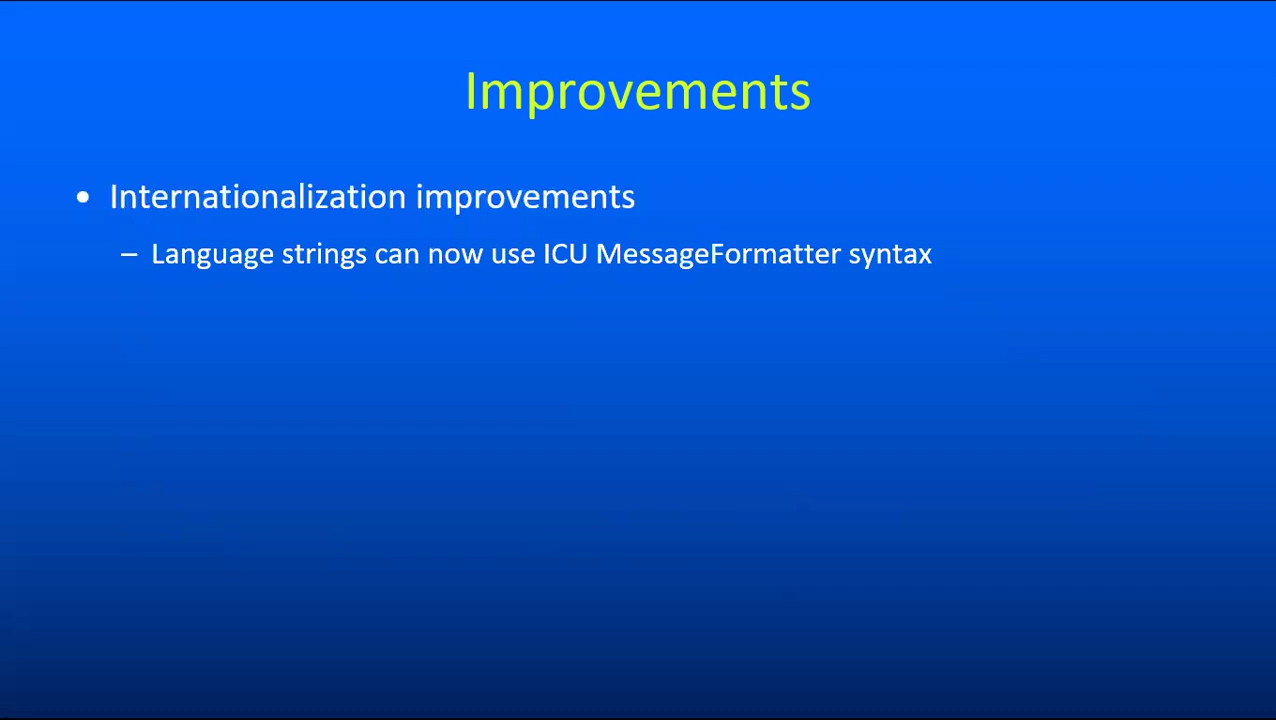 Improvements
• Internationalization improvements
– Language strings can now use ICU MessageFormatter syntax